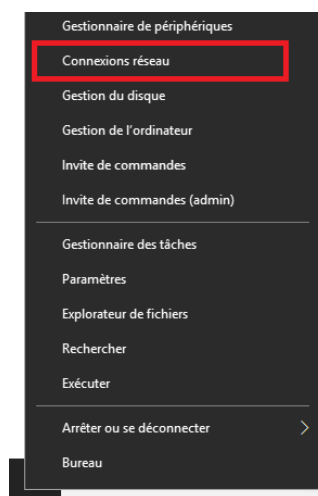 Gestionnaire de périphériques
Connexions réseau
Gestion du disque
Gestion de l'ordinateur
Invite de commandes
Invite de commandes (admin)
Gestionnaire des tâches
Paramètres
Explorateur de fichiers
Rechercher
Exécuter
Arrêter ou se déconnecter
Bureau